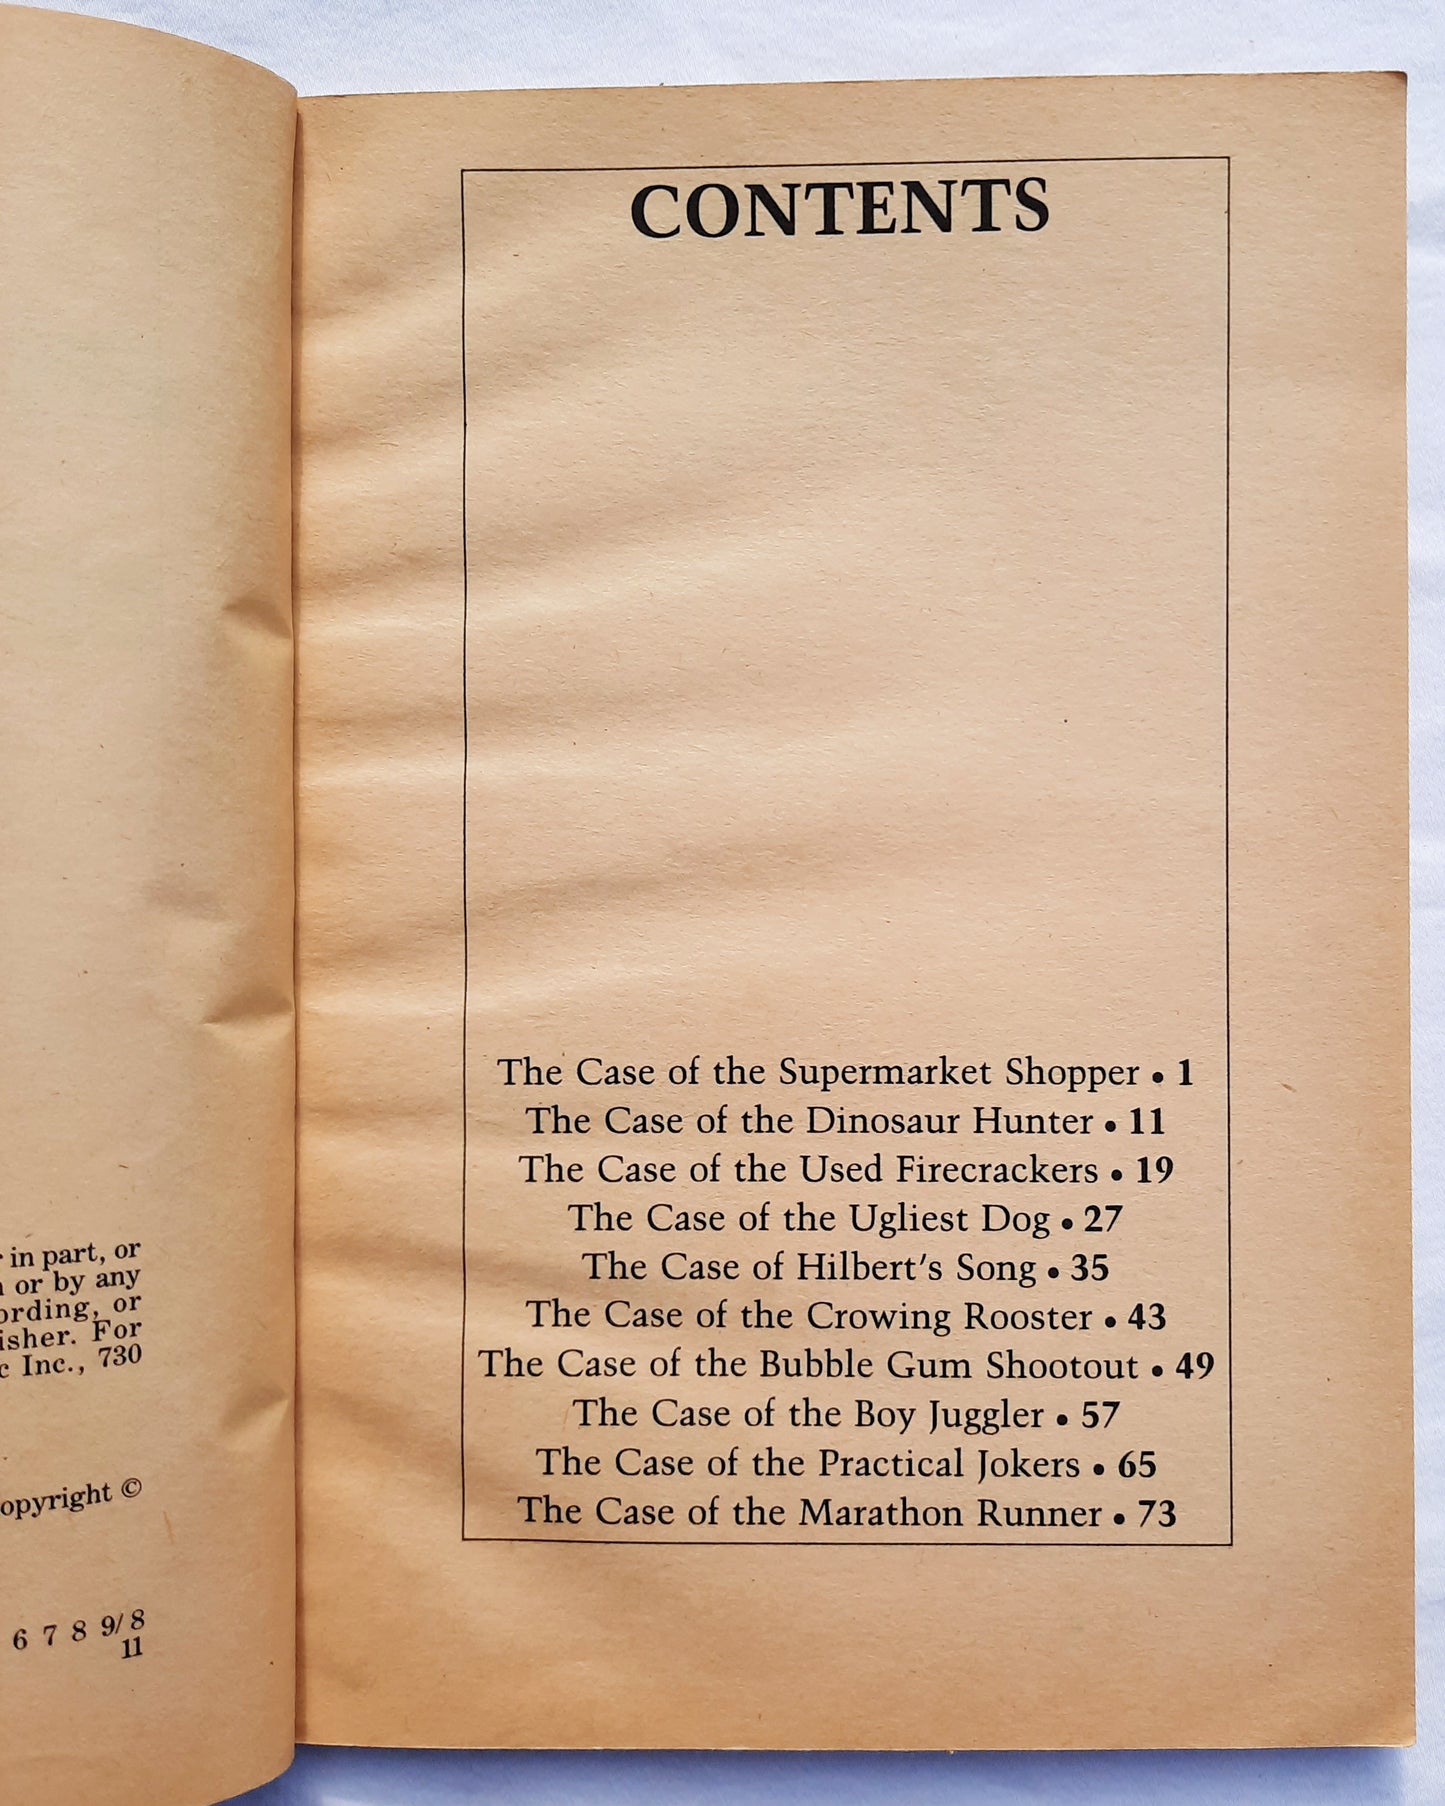 in part, or
or by any
or
For
Inc., 730
©
6 7 8 9/8
11
CONTENTS
The Case of the Supermarket Shopper • 1
The Case of the Dinosaur Hunter • 11
The Case of the Used Firecrackers • 19
The Case of the Ugliest Dog • 27
The Case of Hilbert's Song • 35
The Case of the Crowing Rooster • 43
The Case of the Bubble Gum Shootout • 49
The Case of the Boy Juggler • 57
The Case of the Practical Jokers • 65
The Case of the Marathon Runner • 73